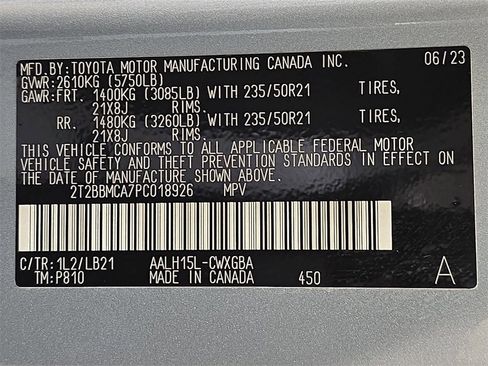 MFD.BY:TOYOTA MOTOR MANUFACTURING CANADA INC. 06/23
GVWR:2610KG (5750LB)
GAWR:FRT. 1400KG (3085LB) WITH 235/50R21 TIRES,
21X8J RIMS.
RR. 1480KG (3260LB) WITH 235/50R21 TIRES,
21X8J RIMS.
THIS VEHICLE CONFORMS TO ALL APPLICABLE FEDERAL MOTOR
VEHICLE SAFETY AND THEFT PREVENTION STANDARDS IN EFFECT ON
THE DATE OF MANUFACTURE SHOWN ABOVE.
2T2BBMCA7PC018926 MPV
C/TR:1L2/LB21 AALH15L-CWXGBA
TM:P810 MADE IN CANADA 450 A